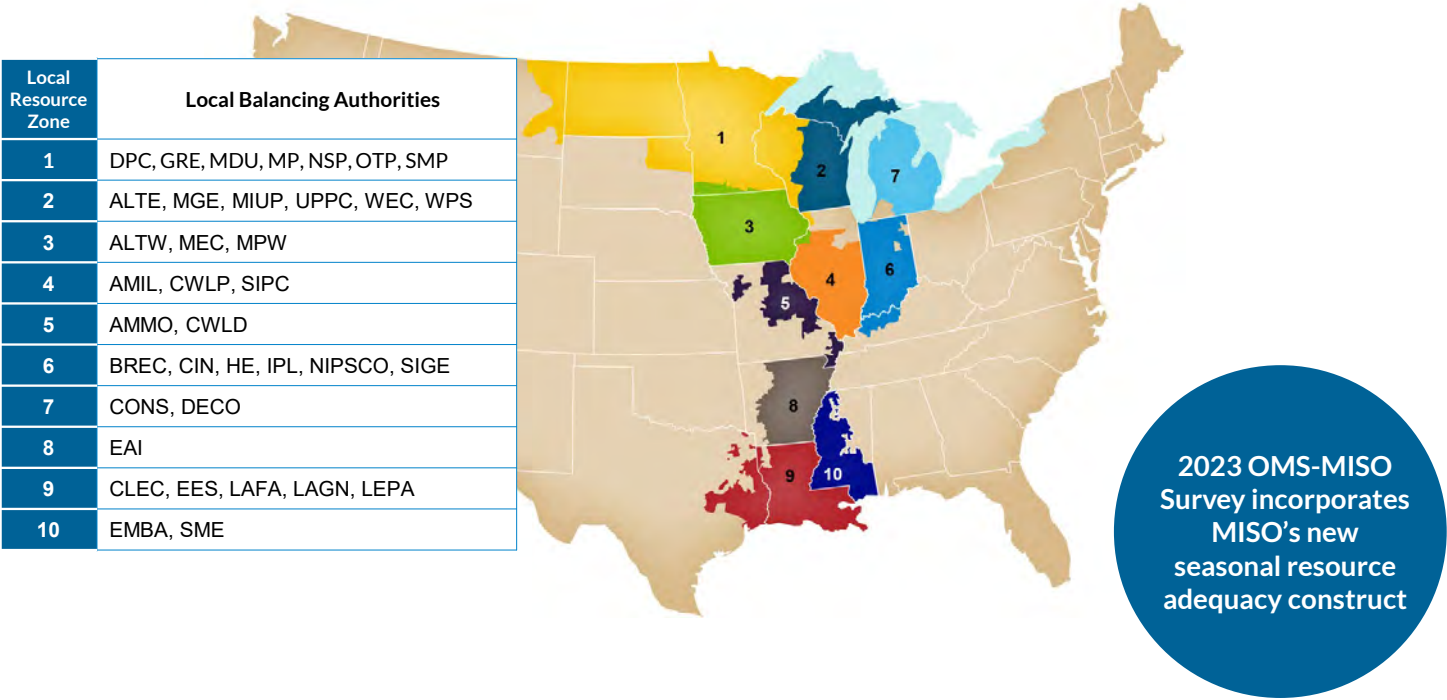 Local
Resource
Zone
Local Balancing Authorities
1 DPC, GRE, MDU, MP, NSP, OTP, SMP
2 ALTE, MGE, MIUP, UPPC, WEC, WPS
3 ALTW, MEC, MPW
4 AMIL, CWLP, SIPC
5 AMMO, CWLD
6 BREC, CIN, HE, IPL, NIPSCO, SIGE
7 CONS, DECO
8 EAI
9 CLEC, EES, LAFA, LAGN, LEPA
10 EMBA, SME
1
2
7
3
6
4
5
8
9
10
2023 OMS-MISO
Survey incorporates
MISO’s new
seasonal resource
adequacy construct